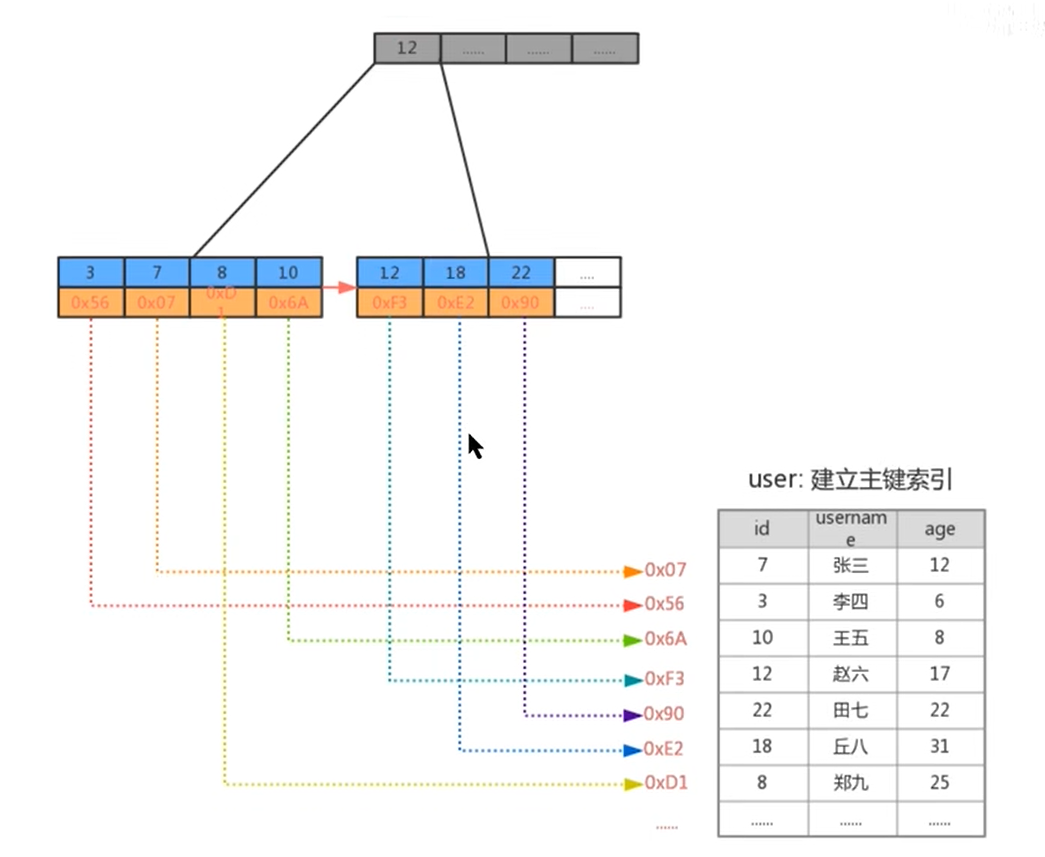 12 ...... ...... ......
3 7 8 10 12 18 22 ....
0x56 0x07 0xD1 0x6A 0xF3 0xE2 0x90 ....
user: 建立主键索引
id username age
0x07 7 张三 12
0x56 3 李四 6
0x6A 10 王五 8
0xF3 12 赵六 17
0x90 22 田七 22
0xE2 18 丘八 31
0xD1 8 郑九 25
...... ...... ...... ......